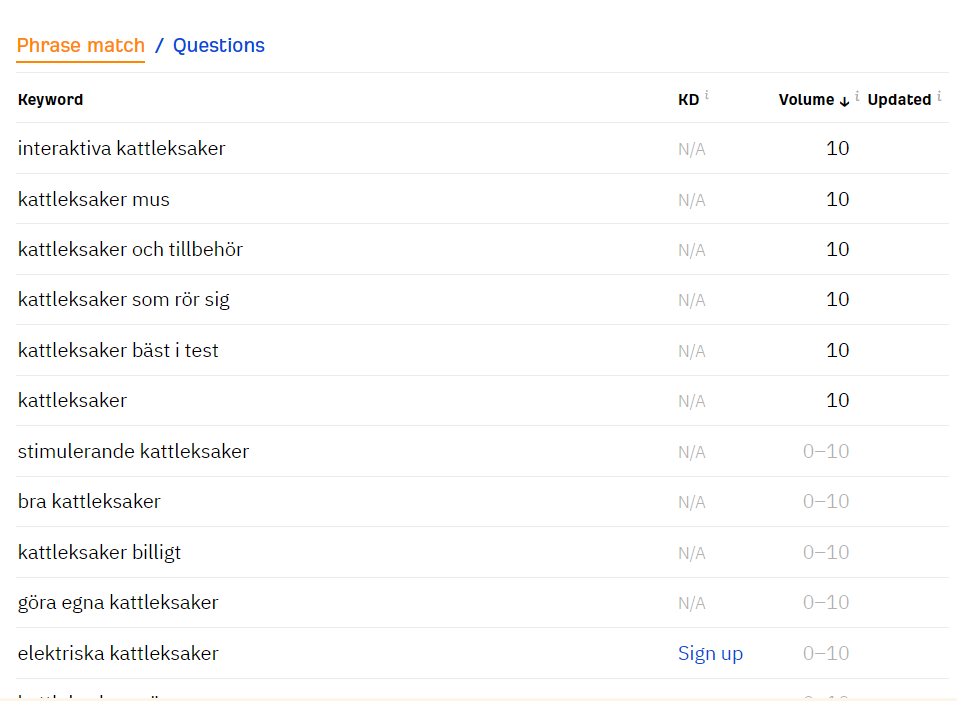 Phrase match / Questions
Keyword KD i Volume ↓ i Updated i
interaktiva kattleksaker N/A 10
kattleksaker mus N/A 10
kattleksaker och tillbehör N/A 10
kattleksaker som rör sig N/A 10
kattleksaker bäst i test N/A 10
kattleksaker N/A 10
stimulerande kattleksaker N/A 0–10
bra kattleksaker N/A 0–10
kattleksaker billigt N/A 0–10
göra egna kattleksaker N/A 0–10
elektriska kattleksaker Sign up 0–10